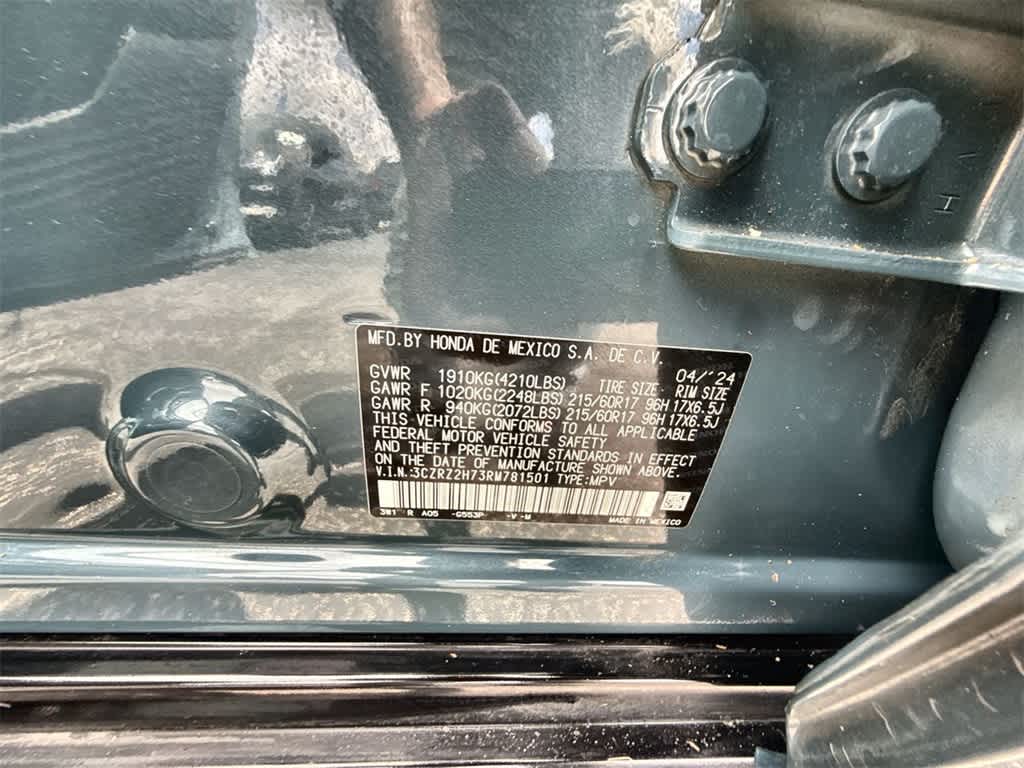 MFD.BY HONDA DE MEXICO S.A. DE C.V.
04/'24
GVWR 1910KG(4210LBS) TIRE SIZE RIM SIZE
GAWR F 1020KG(2248LBS) 215/60R17 96H 17X6.5J
GAWR R 940KG(2072LBS) 215/60R17 96H 17X6.5J
THIS VEHICLE CONFORMS TO ALL APPLICABLE
FEDERAL MOTOR VEHICLE SAFETY
AND THEFT PREVENTION STANDARDS IN EFFECT
ON THE DATE OF MANUFACTURE SHOWN ABOVE.
V.I.N.:3CZRZ2H73RM781501 TYPE:MPV
3W1 R A05 -G553P -V-M
MADE IN MEXICO